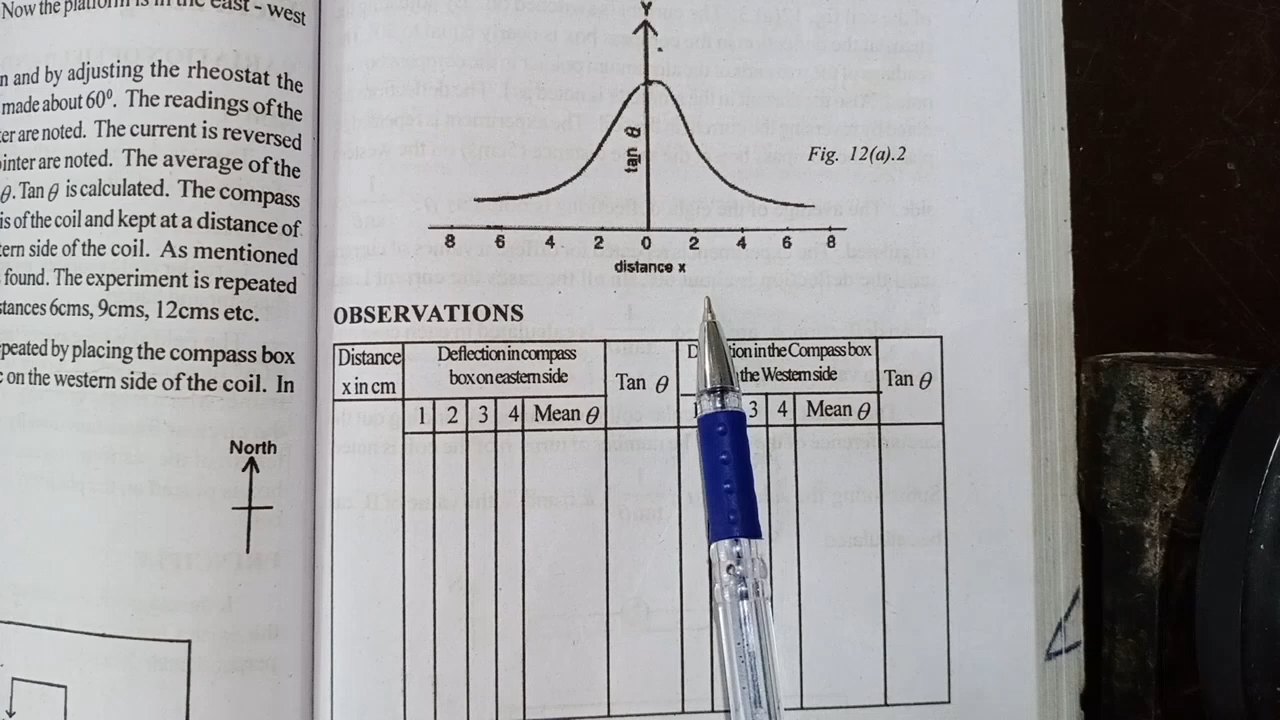 Now the platform is in the east - west
n and by adjusting the rheostat the
made about 60⁰. The readings of the
er are noted. The current is reversed
inter are noted. The average of the
θ. Tan θ is calculated. The compass
is of the coil and kept at a distance of
tern side of the coil. As mentioned
found. The experiment is repeated
stances 6cms, 9cms, 12cms etc.
peated by placing the compass box
on the western side of the coil. In
North
Y
tan θ
Fig. 12(a).2
8 6 4 2 0 2 4 6 8
distance x
OBSERVATIONS
Distance x in cm
Deflection in compass box on eastern side
Tan θ
ion in the Compass box
the Western side
Tan θ
1 2 3 4 Mean θ
3 4 Mean θ